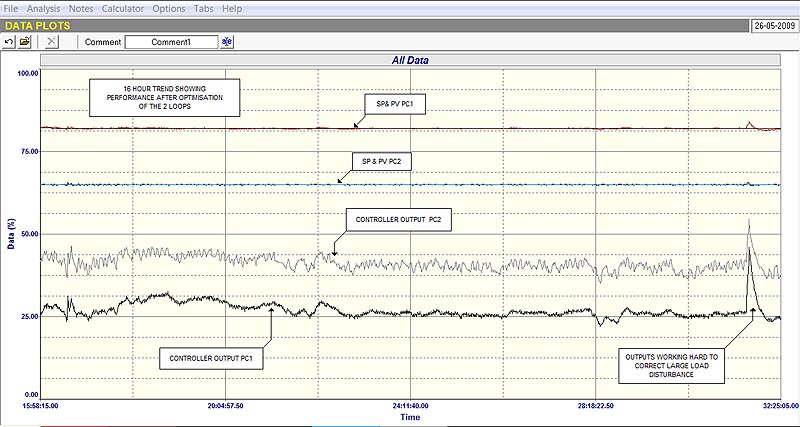 File Analysis Notes Calculator Options Tabs Help
DATA PLOTS
26-05-2009
Comment Comment1 a|e
All Data
100.00
16 HOUR TREND SHOWING
PERFORMANCE AFTER OPTIMISATION
OF THE 2 LOOPS
SP& PV PC1
75.00
SP & PV PC2
50.00
CONTROLLER OUTPUT PC2
Data (%)
25.00
CONTROLLER OUTPUT PC1
OUTPUTS WORKING HARD TO
CORRECT LARGE LOAD
DISTURBANCE
0.00
15:58:15.00 20:04:57.50 24:11:40.00 28:18:22.50 32:25:05.00
Time